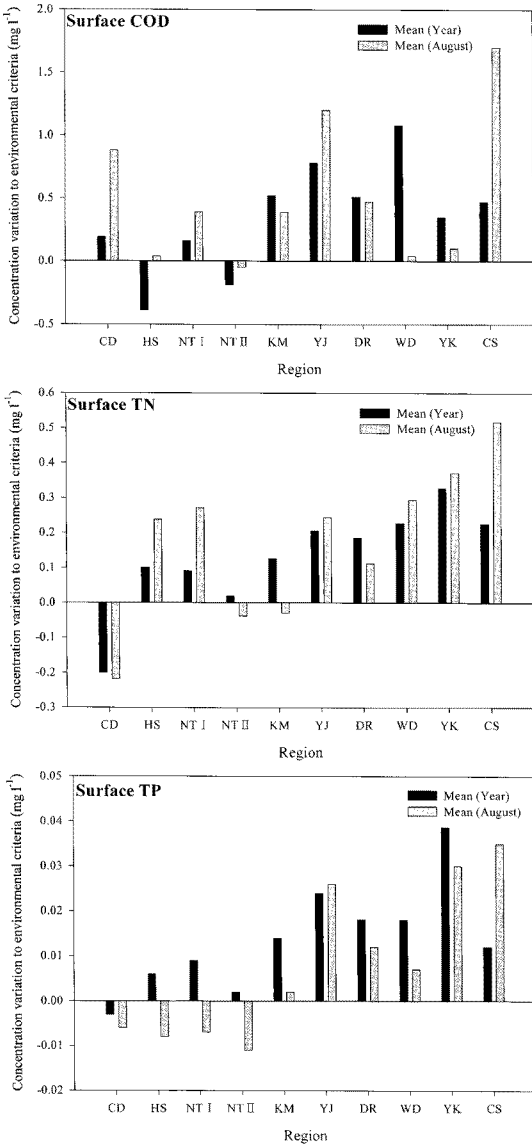 Surface COD
Mean (Year)
Mean (August)
Concentration variation to environmental criteria (mg l⁻¹)
2.0
1.5
1.0
0.5
0.0
-0.5
CD HS NT Ⅰ NT Ⅱ KM YJ DR WD YK CS
Region
Surface TN
Mean (Year)
Mean (August)
Concentration variation to environmental criteria (mg l⁻¹)
0.6
0.5
0.4
0.3
0.2
0.1
0.0
-0.1
-0.2
-0.3
CD HS NT Ⅰ NT Ⅱ KM YJ DR WD YK CS
Region
Surface TP
Mean (Year)
Mean (August)
Concentration variation to environmental criteria (mg l⁻¹)
0.05
0.04
0.03
0.02
0.01
0.00
-0.01
-0.02
CD HS NT Ⅰ NT Ⅱ KM YJ DR WD YK CS
Region